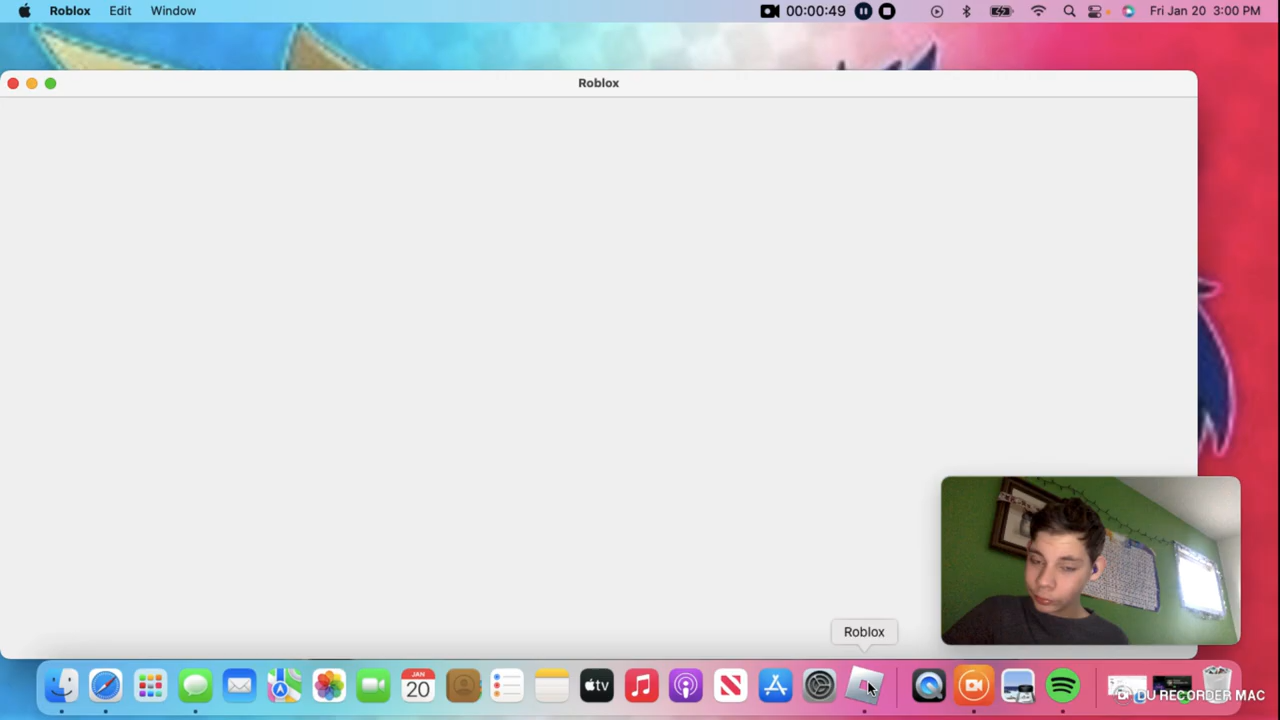 Roblox Edit Window 00:00:49 Fri Jan 20 3:00 PM
Roblox
Roblox
JAN
20
tv
DU RECORDER MAC